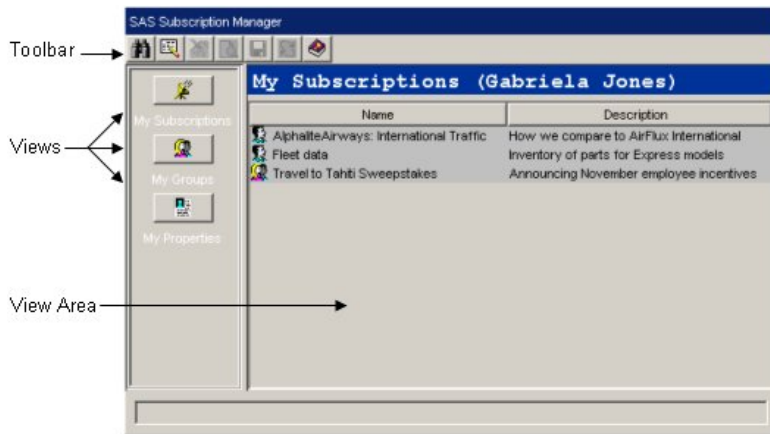 SAS Subscription Manager
Toolbar
My Subscriptions (Gabriela Jones)
Name Description
My Subscriptions
AlphaliteAirways: International Traffic How we compare to AirFlux International
Views
Fleet data Inventory of parts for Express models
Travel to Tahiti Sweepstakes Announcing November employee incentives
My Groups
My Properties
View Area